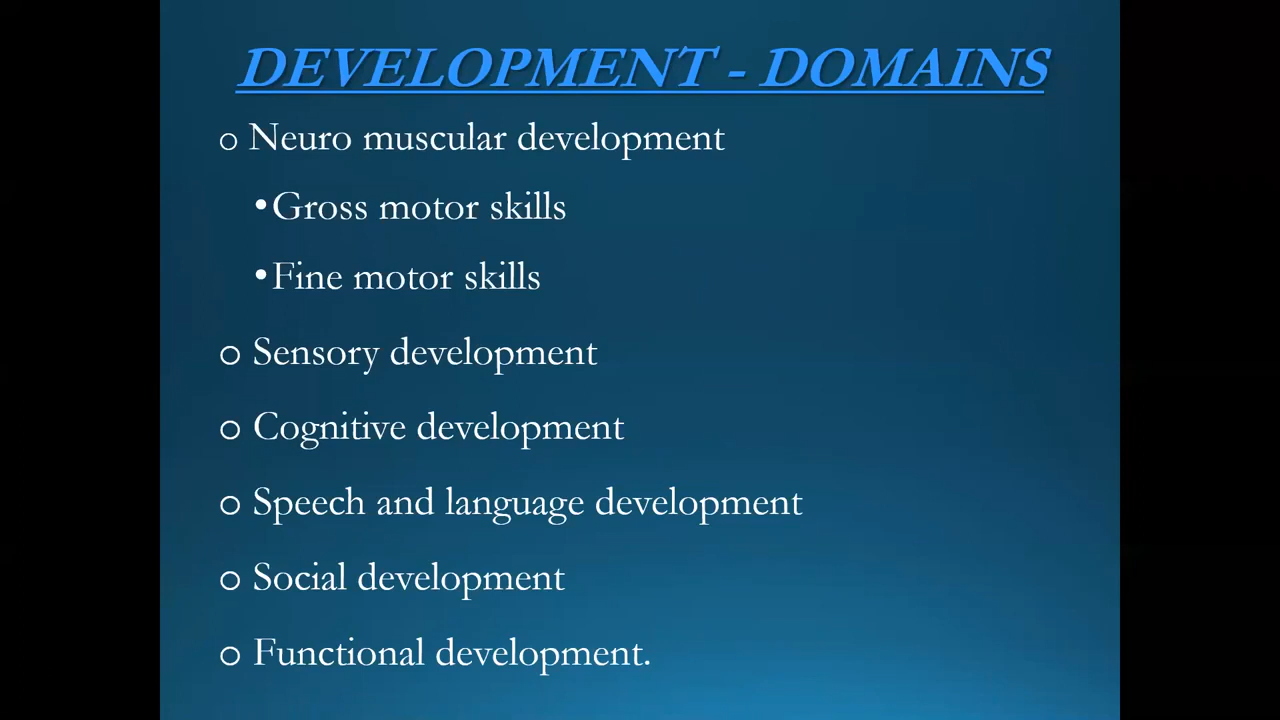 DEVELOPMENT - DOMAINS
o Neuro muscular development
•Gross motor skills
•Fine motor skills
o Sensory development
o Cognitive development
o Speech and language development
o Social development
o Functional development.